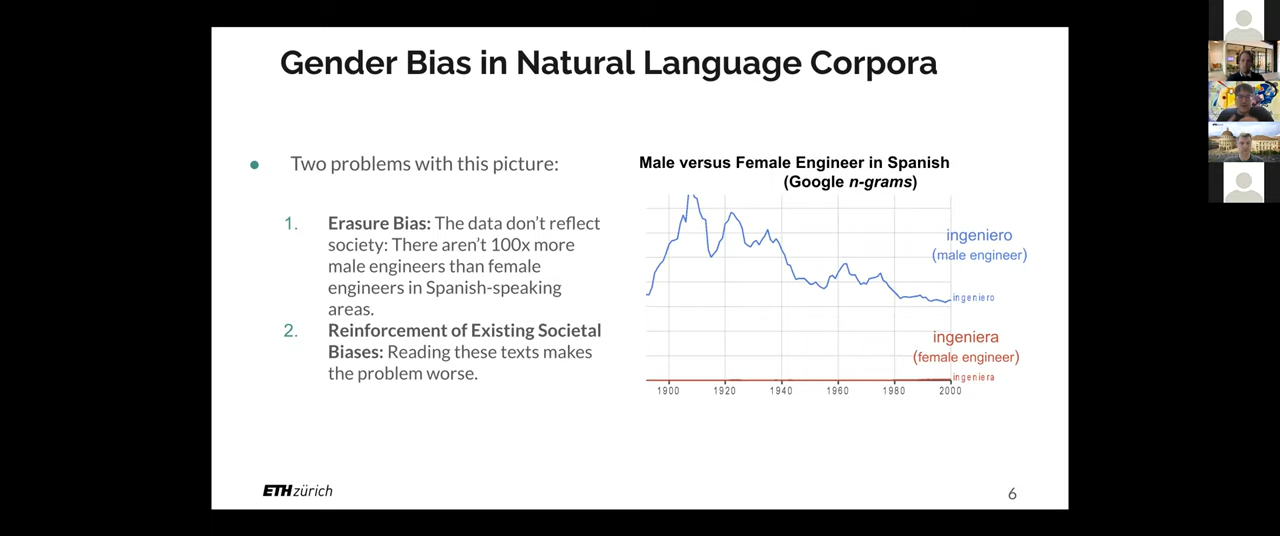 Gender Bias in Natural Language Corpora
Two problems with this picture:
1. Erasure Bias: The data don't reflect
society: There aren't 100x more
male engineers than female
engineers in Spanish-speaking
areas.
2. Reinforcement of Existing Societal
Biases: Reading these texts makes
the problem worse.
Male versus Female Engineer in Spanish
(Google n-grams)
ingeniero
(male engineer)
ingeniero
ingeniera
(female engineer)
ingeniera
1900 1920 1940 1960 1980 2000
ETH zürich
6